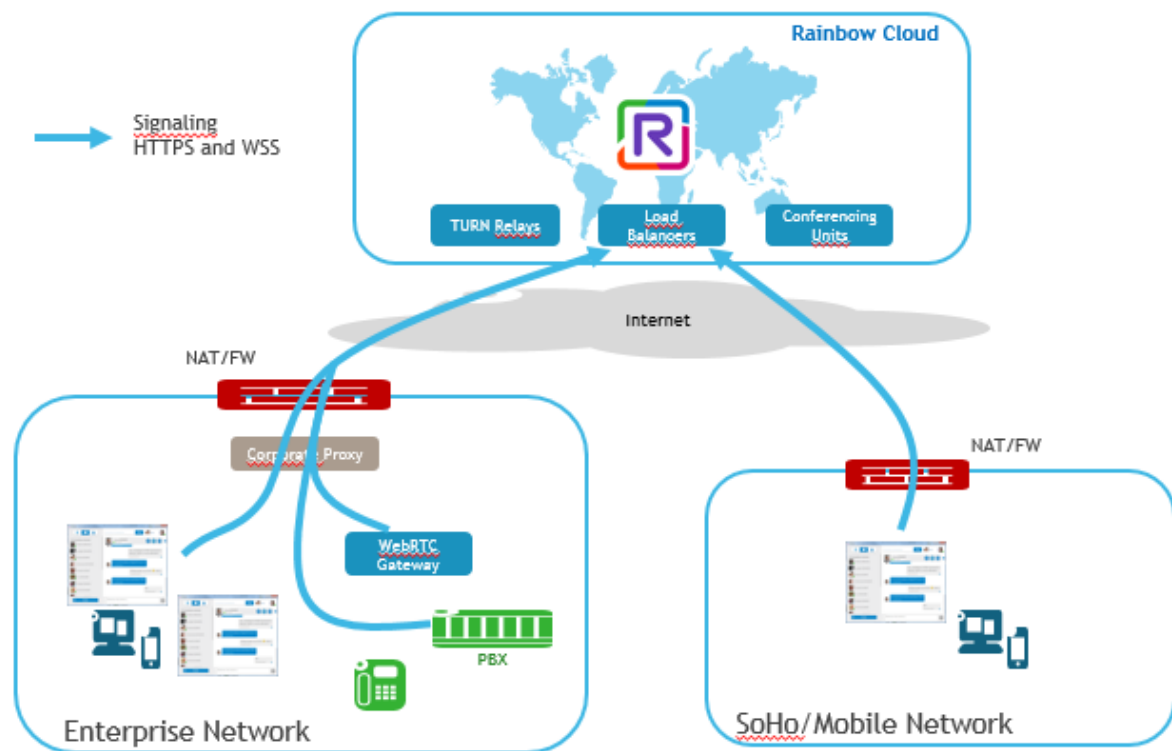 Rainbow Cloud
Signaling
HTTPS and WSS
R
TURN Relays
Load
Balancers
Conferencing
Units
Internet
NAT/FW
NAT/FW
Corporate Proxy
WebRTC
Gateway
PBX
Enterprise Network
SoHo/Mobile Network